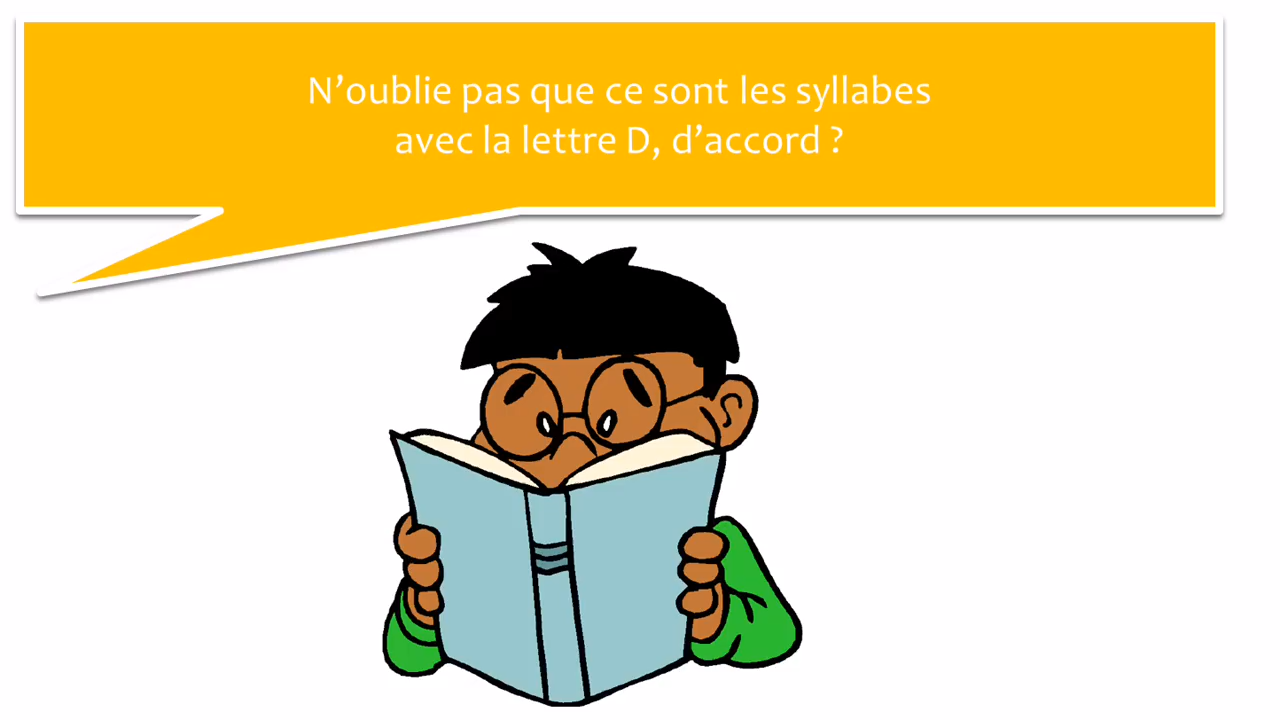 N’oublie pas que ce sont les syllabes
avec la lettre D, d’accord ?